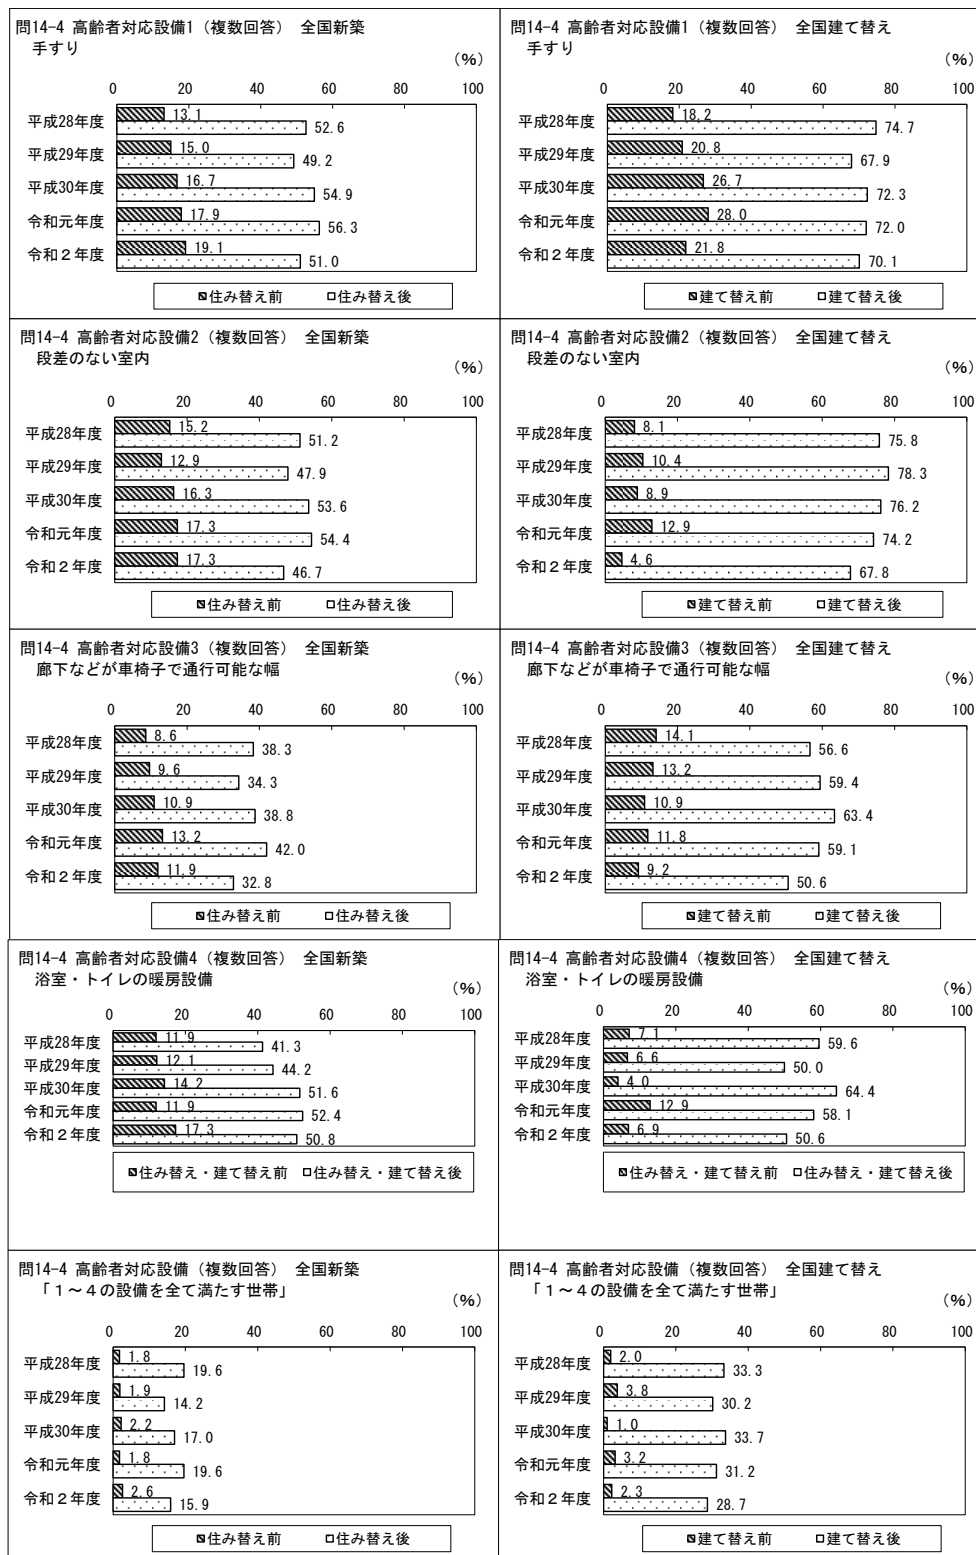 問14-4 高齢者対応設備1（複数回答） 全国新築
手すり
(%)
0 20 40 60 80 100
平成28年度 13.1 52.6
平成29年度 15.0 49.2
平成30年度 16.7 54.9
令和元年度 17.9 56.3
令和２年度 19.1 51.0
住み替え前 住み替え後
問14-4 高齢者対応設備1（複数回答） 全国建て替え
手すり
(%)
0 20 40 60 80 100
平成28年度 18.2 74.7
平成29年度 20.8 67.9
平成30年度 26.7 72.3
令和元年度 28.0 72.0
令和２年度 21.8 70.1
建て替え前 建て替え後
問14-4 高齢者対応設備2（複数回答） 全国新築
段差のない室内
(%)
0 20 40 60 80 100
平成28年度 15.2 51.2
平成29年度 12.9 47.9
平成30年度 16.3 53.6
令和元年度 17.3 54.4
令和２年度 17.3 46.7
住み替え前 住み替え後
問14-4 高齢者対応設備2（複数回答） 全国建て替え
段差のない室内
(%)
0 20 40 60 80 100
平成28年度 8.1 75.8
平成29年度 10.4 78.3
平成30年度 8.9 76.2
令和元年度 12.9 74.2
令和２年度 4.6 67.8
建て替え前 建て替え後
問14-4 高齢者対応設備3（複数回答） 全国新築
廊下などが車椅子で通行可能な幅
(%)
0 20 40 60 80 100
平成28年度 8.6 38.3
平成29年度 9.6 34.3
平成30年度 10.9 38.8
令和元年度 13.2 42.0
令和２年度 11.9 32.8
住み替え前 住み替え後
問14-4 高齢者対応設備3（複数回答） 全国建て替え
廊下などが車椅子で通行可能な幅
(%)
0 20 40 60 80 100
平成28年度 14.1 56.6
平成29年度 13.2 59.4
平成30年度 10.9 63.4
令和元年度 11.8 59.1
令和２年度 9.2 50.6
建て替え前 建て替え後
問14-4 高齢者対応設備4（複数回答） 全国新築
浴室・トイレの暖房設備
(%)
0 20 40 60 80 100
平成28年度 11.9 41.3
平成29年度 12.1 44.2
平成30年度 14.2 51.6
令和元年度 11.9 52.4
令和２年度 17.3 50.8
住み替え・建て替え前 住み替え・建て替え後
問14-4 高齢者対応設備4（複数回答） 全国建て替え
浴室・トイレの暖房設備
(%)
0 20 40 60 80 100
平成28年度 7.1 59.6
平成29年度 6.6 50.0
平成30年度 4.0 64.4
令和元年度 12.9 58.1
令和２年度 6.9 50.6
住み替え・建て替え前 住み替え・建て替え後
問14-4 高齢者対応設備（複数回答） 全国新築
「１～４の設備を全て満たす世帯」
(%)
0 20 40 60 80 100
平成28年度 1.8 19.6
平成29年度 1.9 14.2
平成30年度 2.2 17.0
令和元年度 1.8 19.6
令和２年度 2.6 15.9
住み替え前 住み替え後
問14-4 高齢者対応設備（複数回答） 全国建て替え
「１～４の設備を全て満たす世帯」
(%)
0 20 40 60 80 100
平成28年度 2.0 33.3
平成29年度 3.8 30.2
平成30年度 1.0 33.7
令和元年度 3.2 31.2
令和２年度 2.3 28.7
建て替え前 建て替え後